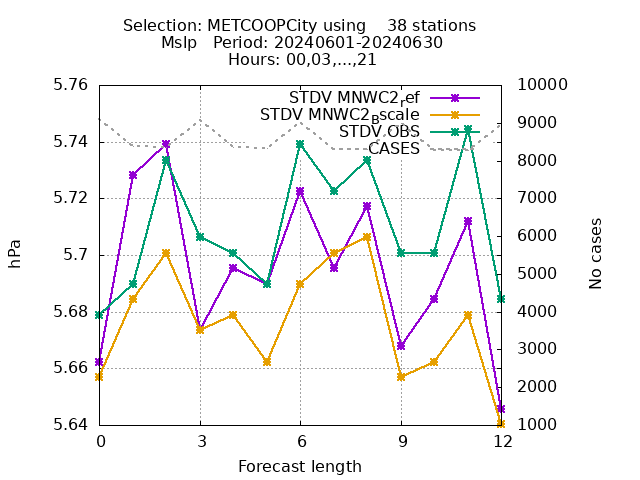 Selection: METCOOPCity using    38 stations
Mslp   Period: 20240601-20240630
Hours: 00,03,...,21
STDV MNWC2_ref
STDV MNWC2_Bscale
STDV OBS
CASES
5.76
5.74
5.72
5.7
5.68
5.66
5.64
hPa
10000
9000
8000
7000
6000
5000
4000
3000
2000
1000
No cases
0 3 6 9 12
Forecast length